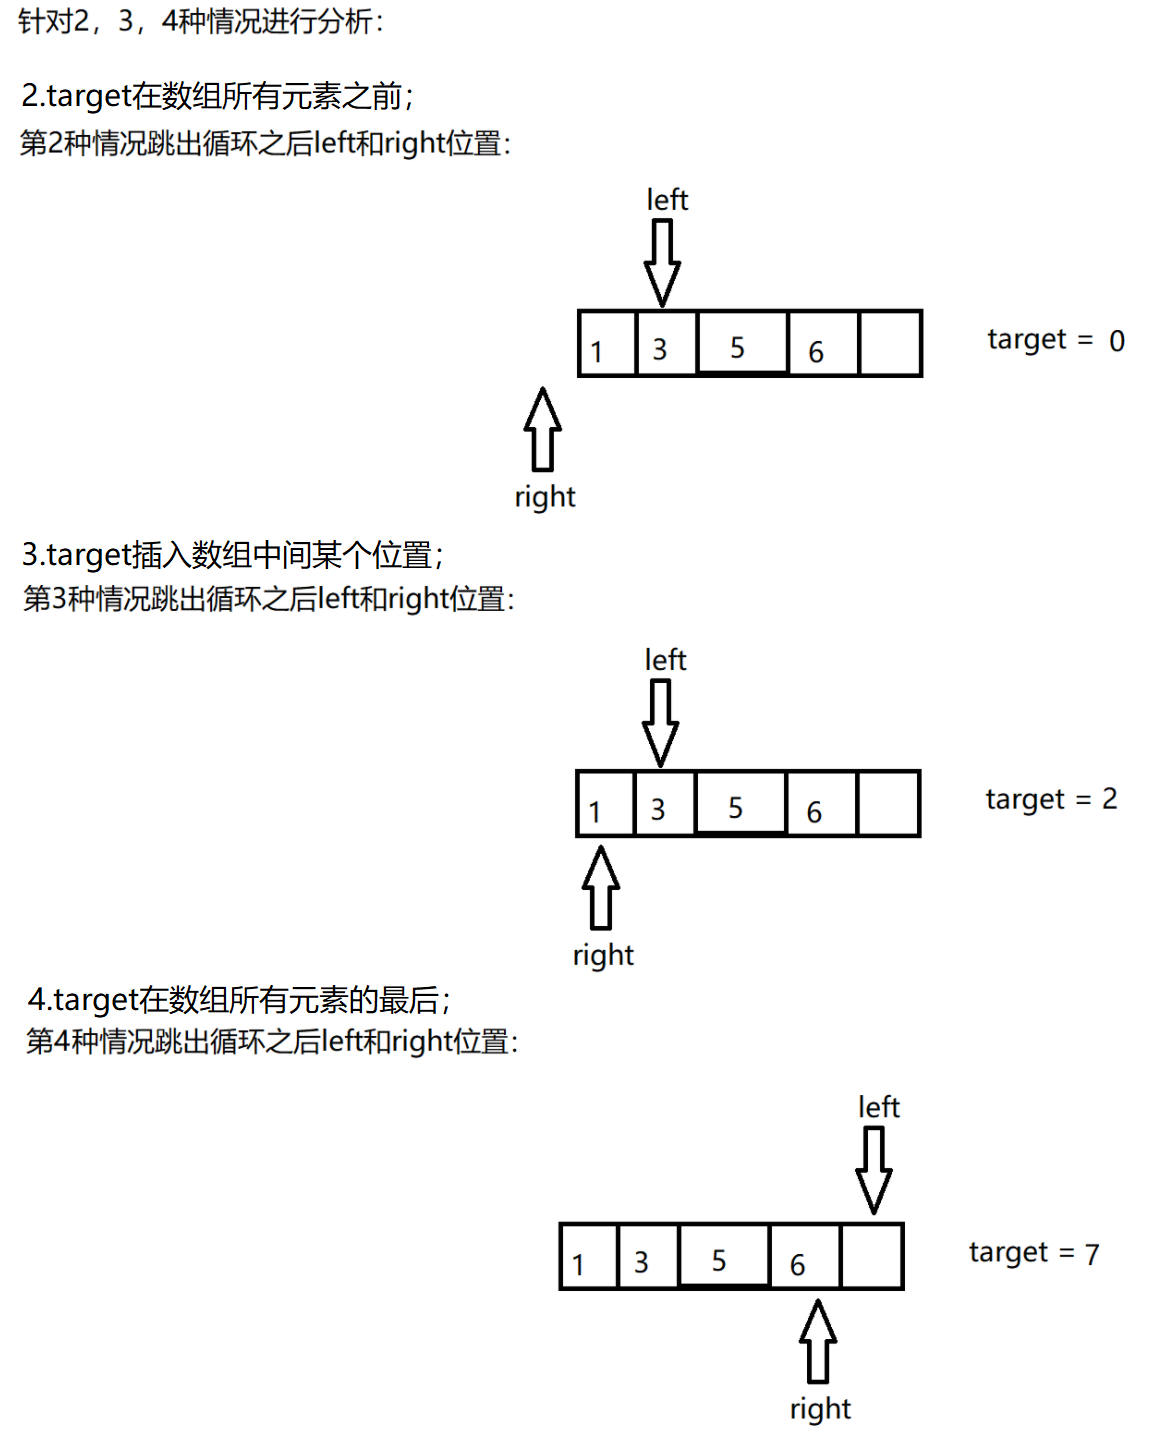 针对2，3，4种情况进行分析：
2.target在数组所有元素之前；
第2种情况跳出循环之后left和right位置：
left
1 3 5 6
target = 0
right
3.target插入数组中间某个位置；
第3种情况跳出循环之后left和right位置：
left
1 3 5 6
target = 2
right
4.target在数组所有元素的最后；
第4种情况跳出循环之后left和right位置：
left
1 3 5 6
target = 7
right